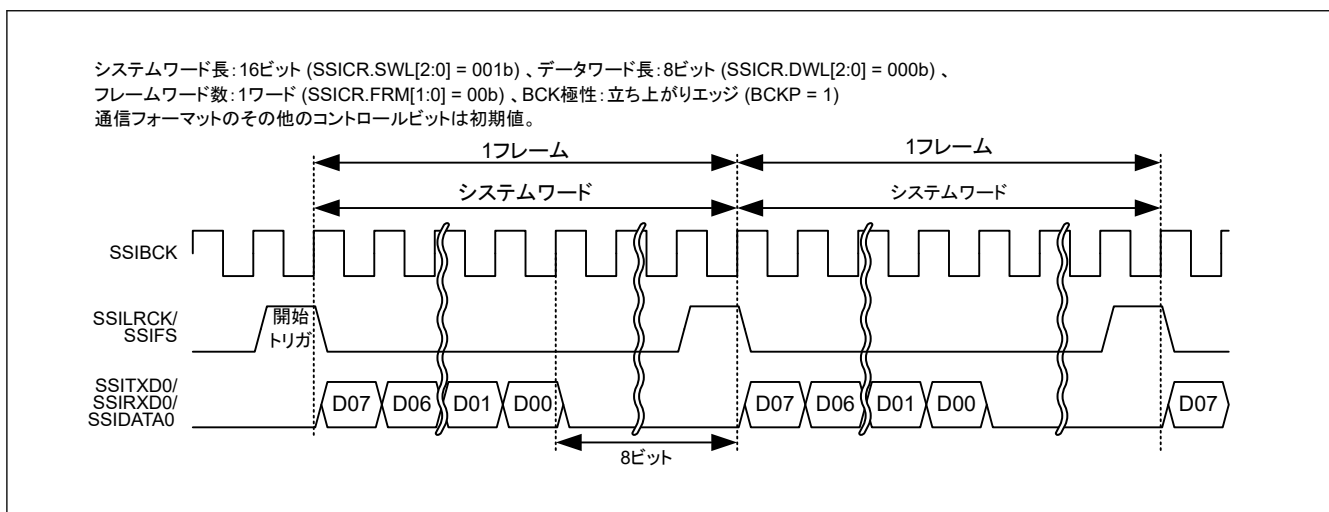 システムワード長：16ビット (SSICR.SWL[2:0] = 001b) 、データワード長：8ビット (SSICR.DWL[2:0] = 000b) 、
フレームワード数：1ワード (SSICR.FRM[1:0] = 00b) 、BCK極性：立ち上がりエッジ (BCKP = 1)
通信フォーマットのその他のコントロールビットは初期値。
1フレーム 1フレーム
システムワード システムワード
SSIBCK
SSILRCK/
SSIFS
開始
トリガ
SSITXD0/
SSIRXD0/
SSIDATA0
D07 D06 D01 D00 D07 D06 D01 D00 D07
8ビット